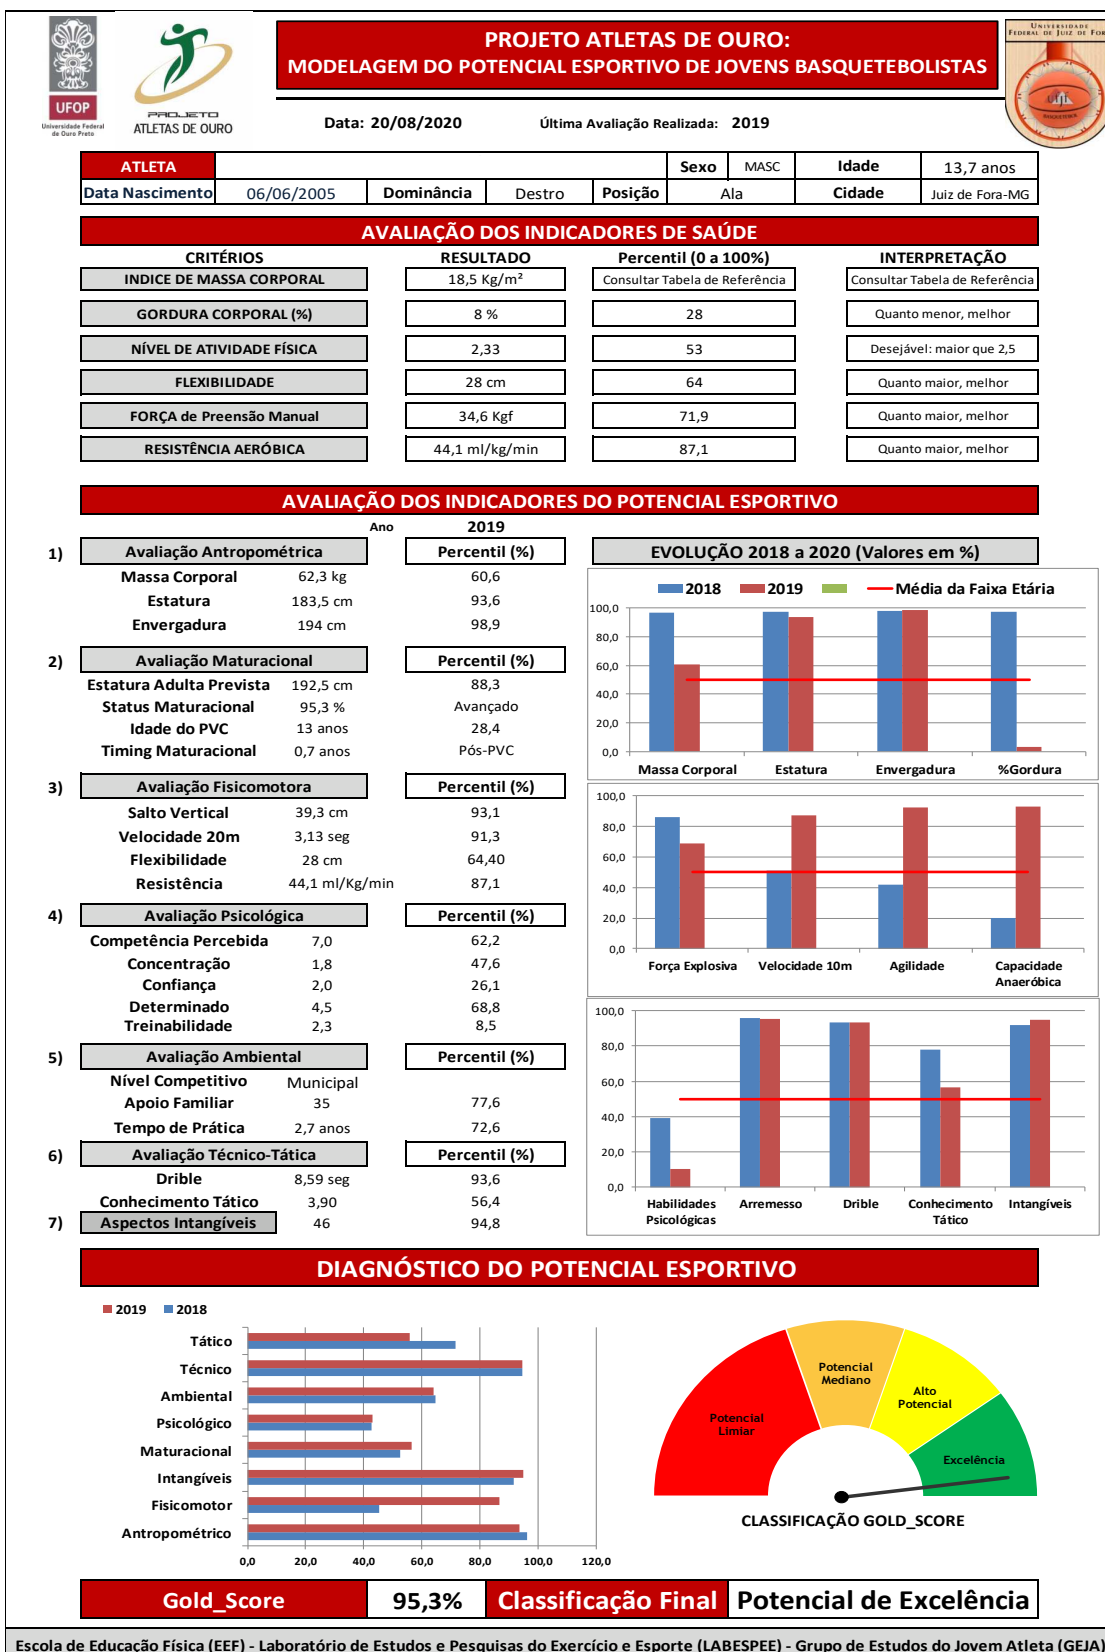 PROJETO ATLETAS DE OURO:
MODELAGEM DO POTENCIAL ESPORTIVO DE JOVENS BASQUETEBOLISTAS
UFOP
Universidade Federal
de Ouro Preto
PROJETO
ATLETAS DE OURO
UNIVERSIDADE
FEDERAL DE JUIZ DE FOR
UFJF
BASQUETEBOL
Data: 20/08/2020 Última Avaliação Realizada: 2019
ATLETA Sexo MASC Idade 13,7 anos
Data Nascimento 06/06/2005 Dominância Destro Posição Ala Cidade Juiz de Fora-MG
AVALIAÇÃO DOS INDICADORES DE SAÚDE
CRITÉRIOS RESULTADO Percentil (0 a 100%) INTERPRETAÇÃO
INDICE DE MASSA CORPORAL 18,5 Kg/m² Consultar Tabela de Referência Consultar Tabela de Referência
GORDURA CORPORAL (%) 8 % 28 Quanto menor, melhor
NÍVEL DE ATIVIDADE FÍSICA 2,33 53 Desejável: maior que 2,5
FLEXIBILIDADE 28 cm 64 Quanto maior, melhor
FORÇA de Preensão Manual 34,6 Kgf 71,9 Quanto maior, melhor
RESISTÊNCIA AERÓBICA 44,1 ml/kg/min 87,1 Quanto maior, melhor
AVALIAÇÃO DOS INDICADORES DO POTENCIAL ESPORTIVO
Ano 2019
1) Avaliação Antropométrica Percentil (%)
Massa Corporal 62,3 kg 60,6
Estatura 183,5 cm 93,6
Envergadura 194 cm 98,9
2) Avaliação Maturacional Percentil (%)
Estatura Adulta Prevista 192,5 cm 88,3
Status Maturacional 95,3 % Avançado
Idade do PVC 13 anos 28,4
Timing Maturacional 0,7 anos Pós-PVC
3) Avaliação Fisicomotora Percentil (%)
Salto Vertical 39,3 cm 93,1
Velocidade 20m 3,13 seg 91,3
Flexibilidade 28 cm 64,40
Resistência 44,1 ml/Kg/min 87,1
4) Avaliação Psicológica Percentil (%)
Competência Percebida 7,0 62,2
Concentração 1,8 47,6
Confiança 2,0 26,1
Determinado 4,5 68,8
Treinabilidade 2,3 8,5
5) Avaliação Ambiental Percentil (%)
Nível Competitivo Municipal
Apoio Familiar 35 77,6
Tempo de Prática 2,7 anos 72,6
6) Avaliação Técnico-Tática Percentil (%)
Drible 8,59 seg 93,6
Conhecimento Tático 3,90 56,4
7) Aspectos Intangíveis 46 94,8
EVOLUÇÃO 2018 a 2020 (Valores em %)
2018 2019 Média da Faixa Etária
100,0
80,0
60,0
40,0
20,0
0,0
Massa Corporal Estatura Envergadura %Gordura
100,0
80,0
60,0
40,0
20,0
0,0
Força Explosiva Velocidade 10m Agilidade Capacidade
Anaeróbica
100,0
80,0
60,0
40,0
20,0
0,0
Habilidades Arremesso Drible Conhecimento Intangíveis
Psicológicas Tático
DIAGNÓSTICO DO POTENCIAL ESPORTIVO
2019 2018
Tático
Técnico
Ambiental
Psicológico
Maturacional
Intangíveis
Fisicomotor
Antropométrico
0,0 20,0 40,0 60,0 80,0 100,0 120,0
Potencial
Limiar
Potencial
Mediano
Alto
Potencial
Excelência
CLASSIFICAÇÃO GOLD_SCORE
Gold_Score 95,3% Classificação Final Potencial de Excelência
Escola de Educação Física (EEF) - Laboratório de Estudos e Pesquisas do Exercício e Esporte (LABESPEE) - Grupo de Estudos do Jovem Atleta (GEJA)